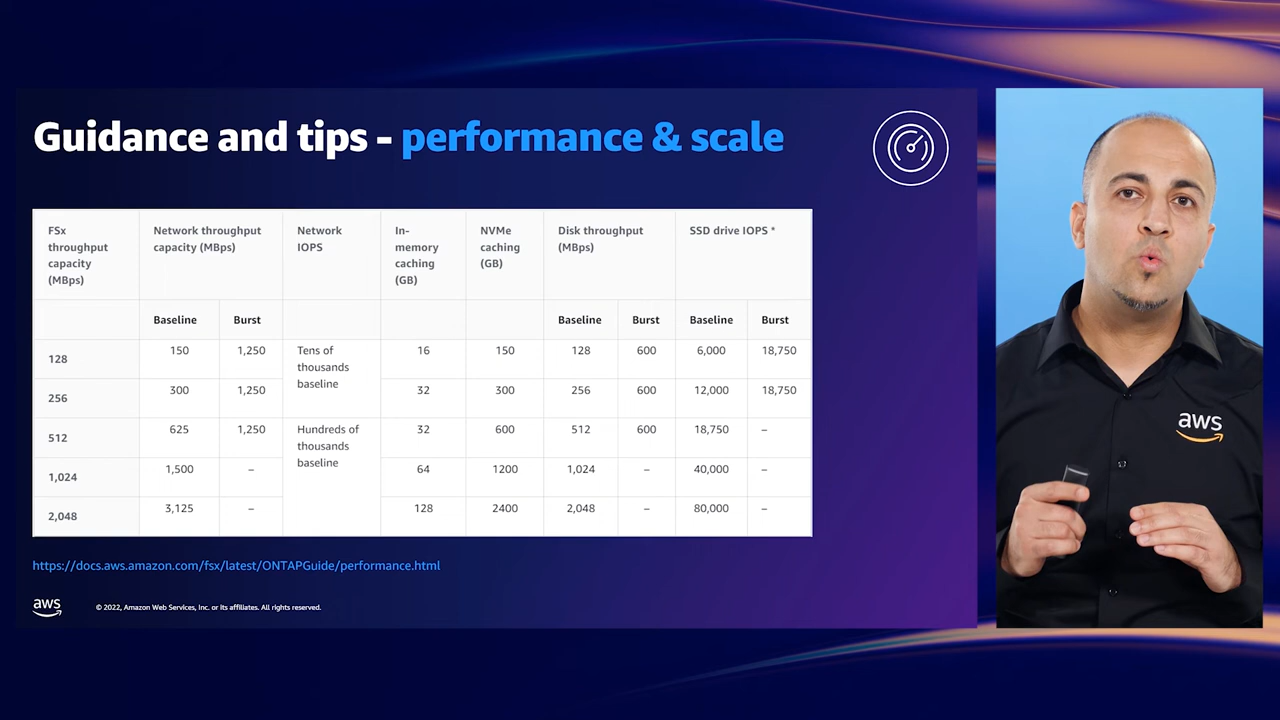 Guidance and tips - performance & scale
FSx throughput capacity (MBps) Network throughput capacity (MBps) Network IOPS In-memory caching (GB) NVMe caching (GB) Disk throughput (MBps) SSD drive IOPS *
Baseline Burst Baseline Burst Baseline Burst
128 150 1,250 Tens of thousands baseline 16 150 128 600 6,000 18,750
256 300 1,250 32 300 256 600 12,000 18,750
512 625 1,250 Hundreds of thousands baseline 32 600 512 600 18,750 –
1,024 1,500 – 64 1200 1,024 – 40,000 –
2,048 3,125 – 128 2400 2,048 – 80,000 –
https://docs.aws.amazon.com/fsx/latest/ONTAPGuide/performance.html
aws © 2022, Amazon Web Services, Inc. or its affiliates. All rights reserved.
aws